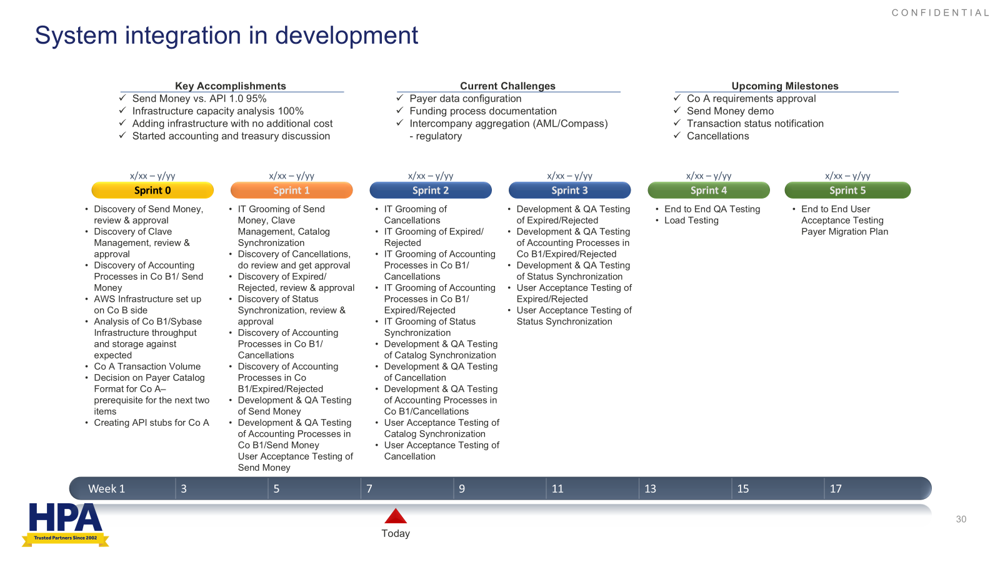 CONFIDENTIAL
System integration in development
Key Accomplishments
✓ Send Money vs. API 1.0 95%
✓ Infrastructure capacity analysis 100%
✓ Adding infrastructure with no additional cost
✓ Started accounting and treasury discussion
Current Challenges
✓ Payer data configuration
✓ Funding process documentation
✓ Intercompany aggregation (AML/Compass)
- regulatory
Upcoming Milestones
✓ Co A requirements approval
✓ Send Money demo
✓ Transaction status notification
✓ Cancellations
x/xx – y/yy
Sprint 0
• Discovery of Send Money,
review & approval
• Discovery of Clave
Management, review &
approval
• Discovery of Accounting
Processes in Co B1/ Send
Money
• AWS Infrastructure set up
on Co B side
• Analysis of Co B1/Sybase
Infrastructure throughput
and storage against
expected
• Co A Transaction Volume
• Decision on Payer Catalog
Format for Co A–
prerequisite for the next two
items
• Creating API stubs for Co A
x/xx – y/yy
Sprint 1
• IT Grooming of Send
Money, Clave
Management, Catalog
Synchronization
• Discovery of Cancellations,
do review and get approval
• Discovery of Expired/
Rejected, review & approval
• Discovery of Status
Synchronization, review &
approval
• Discovery of Accounting
Processes in Co B1/
Cancellations
• Discovery of Accounting
Processes in Co
B1/Expired/Rejected
• Development & QA Testing
of Send Money
• Development & QA Testing
of Accounting Processes in
Co B1/Send Money
User Acceptance Testing of
Send Money
x/xx – y/yy
Sprint 2
• IT Grooming of
Cancellations
• IT Grooming of Expired/
Rejected
• IT Grooming of Accounting
Processes in Co B1/
Cancellations
• IT Grooming of Accounting
Processes in Co B1/
Expired/Rejected
• IT Grooming of Status
Synchronization
• Development & QA Testing
of Catalog Synchronization
• Development & QA Testing
of Cancellation
• Development & QA Testing
of Accounting Processes in
Co B1/Cancellations
• User Acceptance Testing of
Catalog Synchronization
• User Acceptance Testing of
Cancellation
x/xx – y/yy
Sprint 3
• Development & QA Testing
of Expired/Rejected
• Development & QA Testing
of Accounting Processes in
Co B1/Expired/Rejected
• Development & QA Testing
of Status Synchronization
• User Acceptance Testing of
Expired/Rejected
• User Acceptance Testing of
Status Synchronization
x/xx – y/yy
Sprint 4
• End to End QA Testing
• Load Testing
x/xx – y/yy
Sprint 5
• End to End User
Acceptance Testing
Payer Migration Plan
Week 1 3 5 7 9 11 13 15 17
Today
HPA
Trusted Partners Since 2002
30